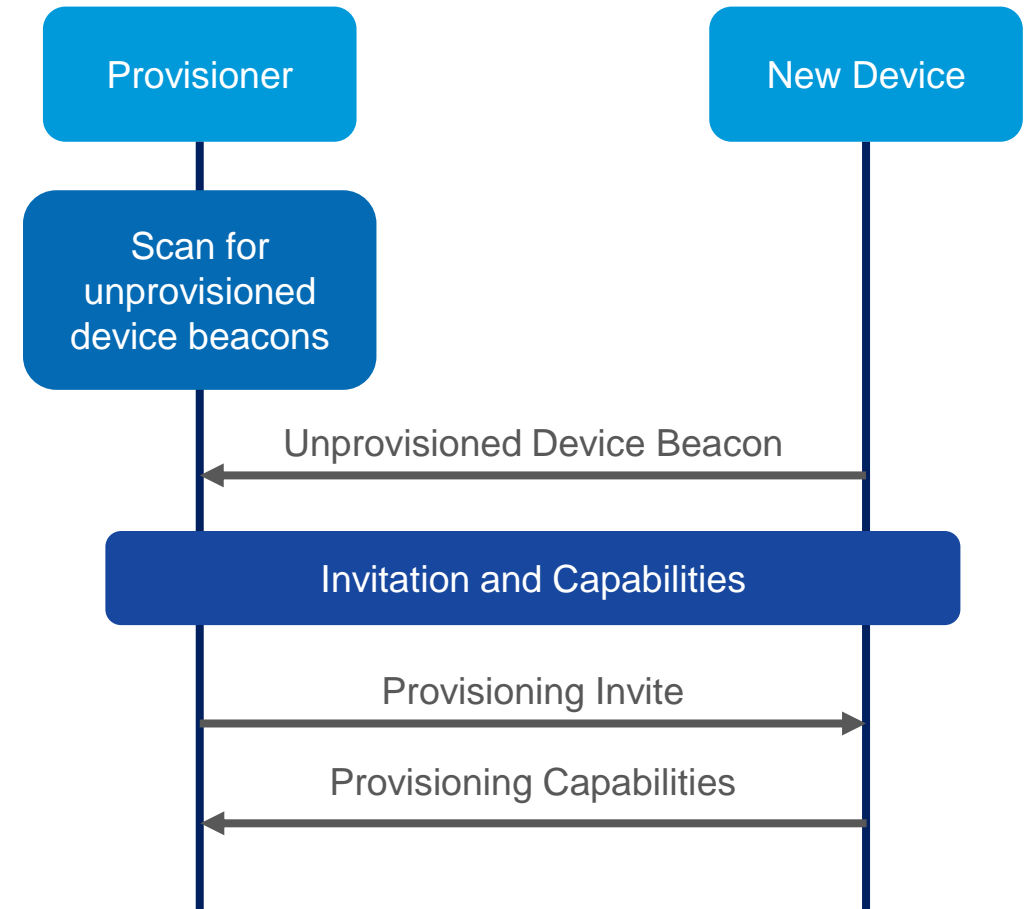 Provisioner
New Device
Scan for
unprovisioned
device beacons
Unprovisioned Device Beacon
Invitation and Capabilities
Provisioning Invite
Provisioning Capabilities